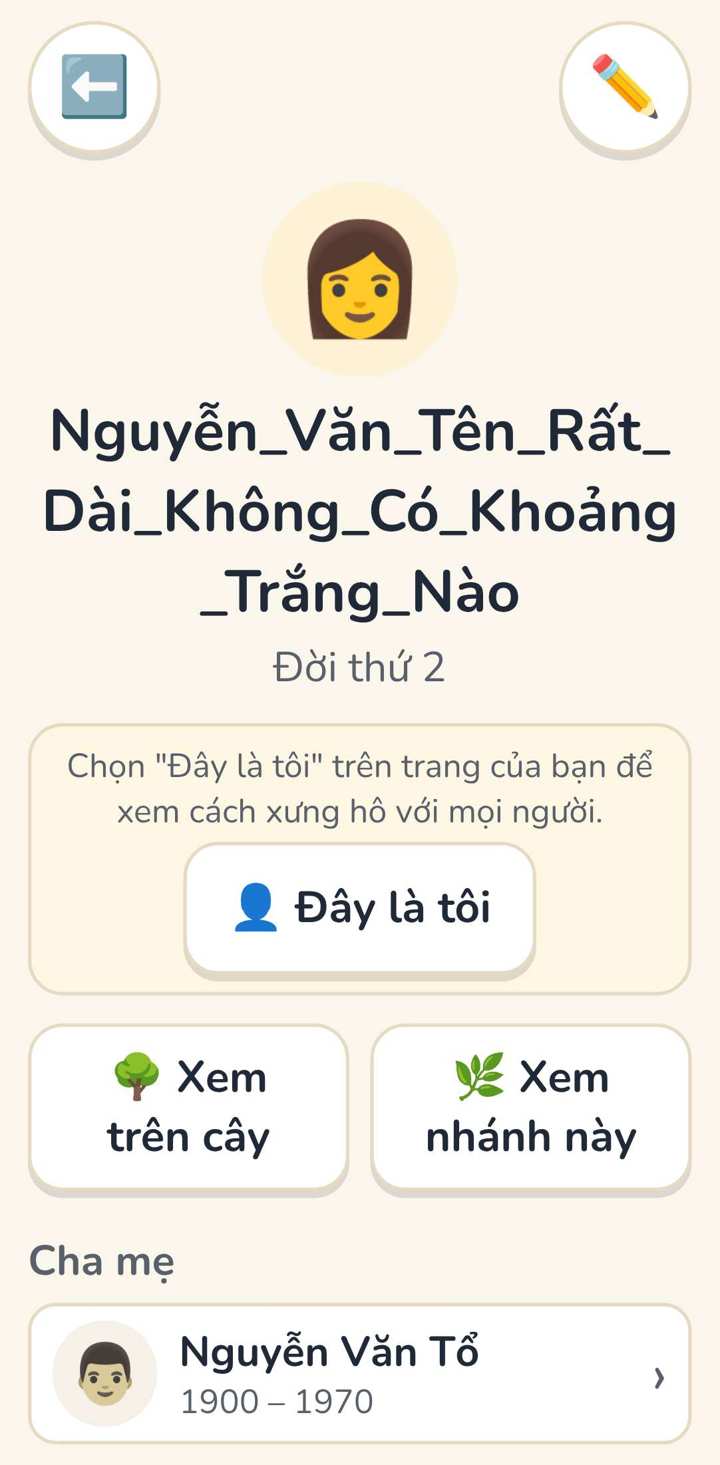 Nguyễn_Văn_Tên_Rất_
Dài_Không_Có_Khoảng
_Trắng_Nào
Đời thứ 2
Chọn "Đây là tôi" trên trang của bạn để
xem cách xưng hô với mọi người.
Đây là tôi
Xem
trên cây
Xem
nhánh này
Cha mẹ
Nguyễn Văn Tổ
1900 – 1970